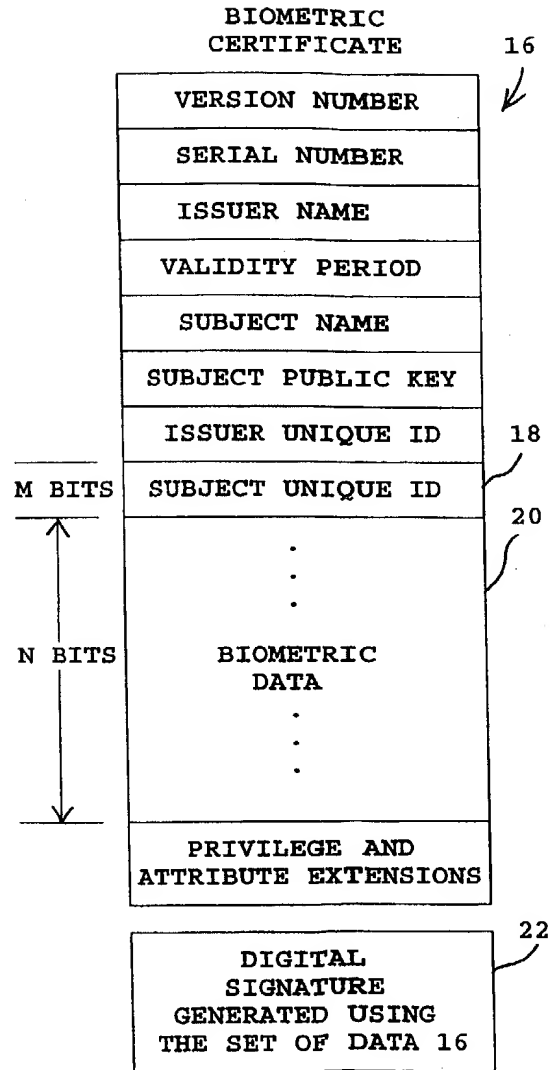 BIOMETRIC
CERTIFICATE
16
VERSION NUMBER
SERIAL NUMBER
ISSUER NAME
VALIDITY PERIOD
SUBJECT NAME
SUBJECT PUBLIC KEY
ISSUER UNIQUE ID
18
M BITS
SUBJECT UNIQUE ID
20
N BITS
BIOMETRIC
DATA
PRIVILEGE AND
ATTRIBUTE EXTENSIONS
22
DIGITAL
SIGNATURE
GENERATED USING
THE SET OF DATA 16